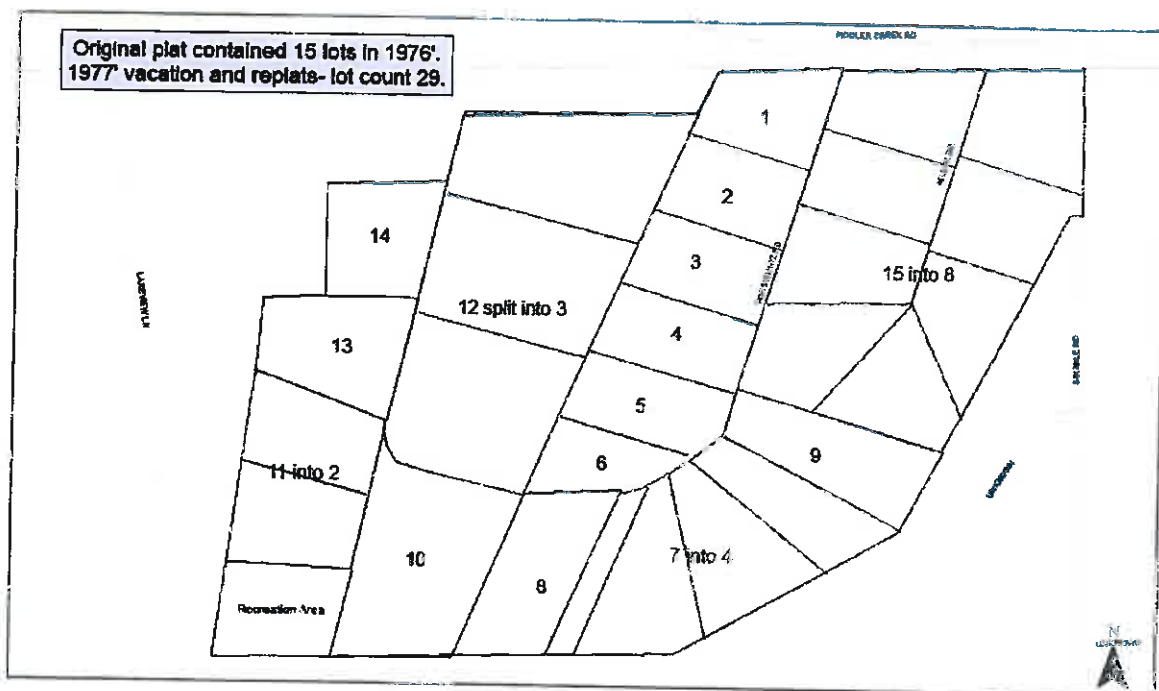 Original plat contained 15 lots in 1976'.
1977' vacation and replats- lot count 29.
1
2
14
3
15 into 8
12 split into 3
4
13
5
6
9
11 into 2
10
7 into 4
8
Recreation Area
N